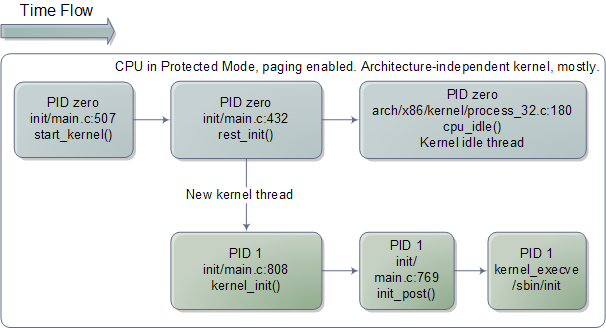 Time Flow
CPU in Protected Mode, paging enabled. Architecture-independent kernel, mostly.
PID zero
init/main.c:507
start_kernel()
PID zero
init/main.c:432
rest_init()
PID zero
arch/x86/kernel/process_32.c:180
cpu_idle()
Kernel idle thread
New kernel thread
PID 1
init/main.c:808
kernel_init()
PID 1
init/
main.c:769
init_post()
PID 1
kernel_execve
/sbin/init